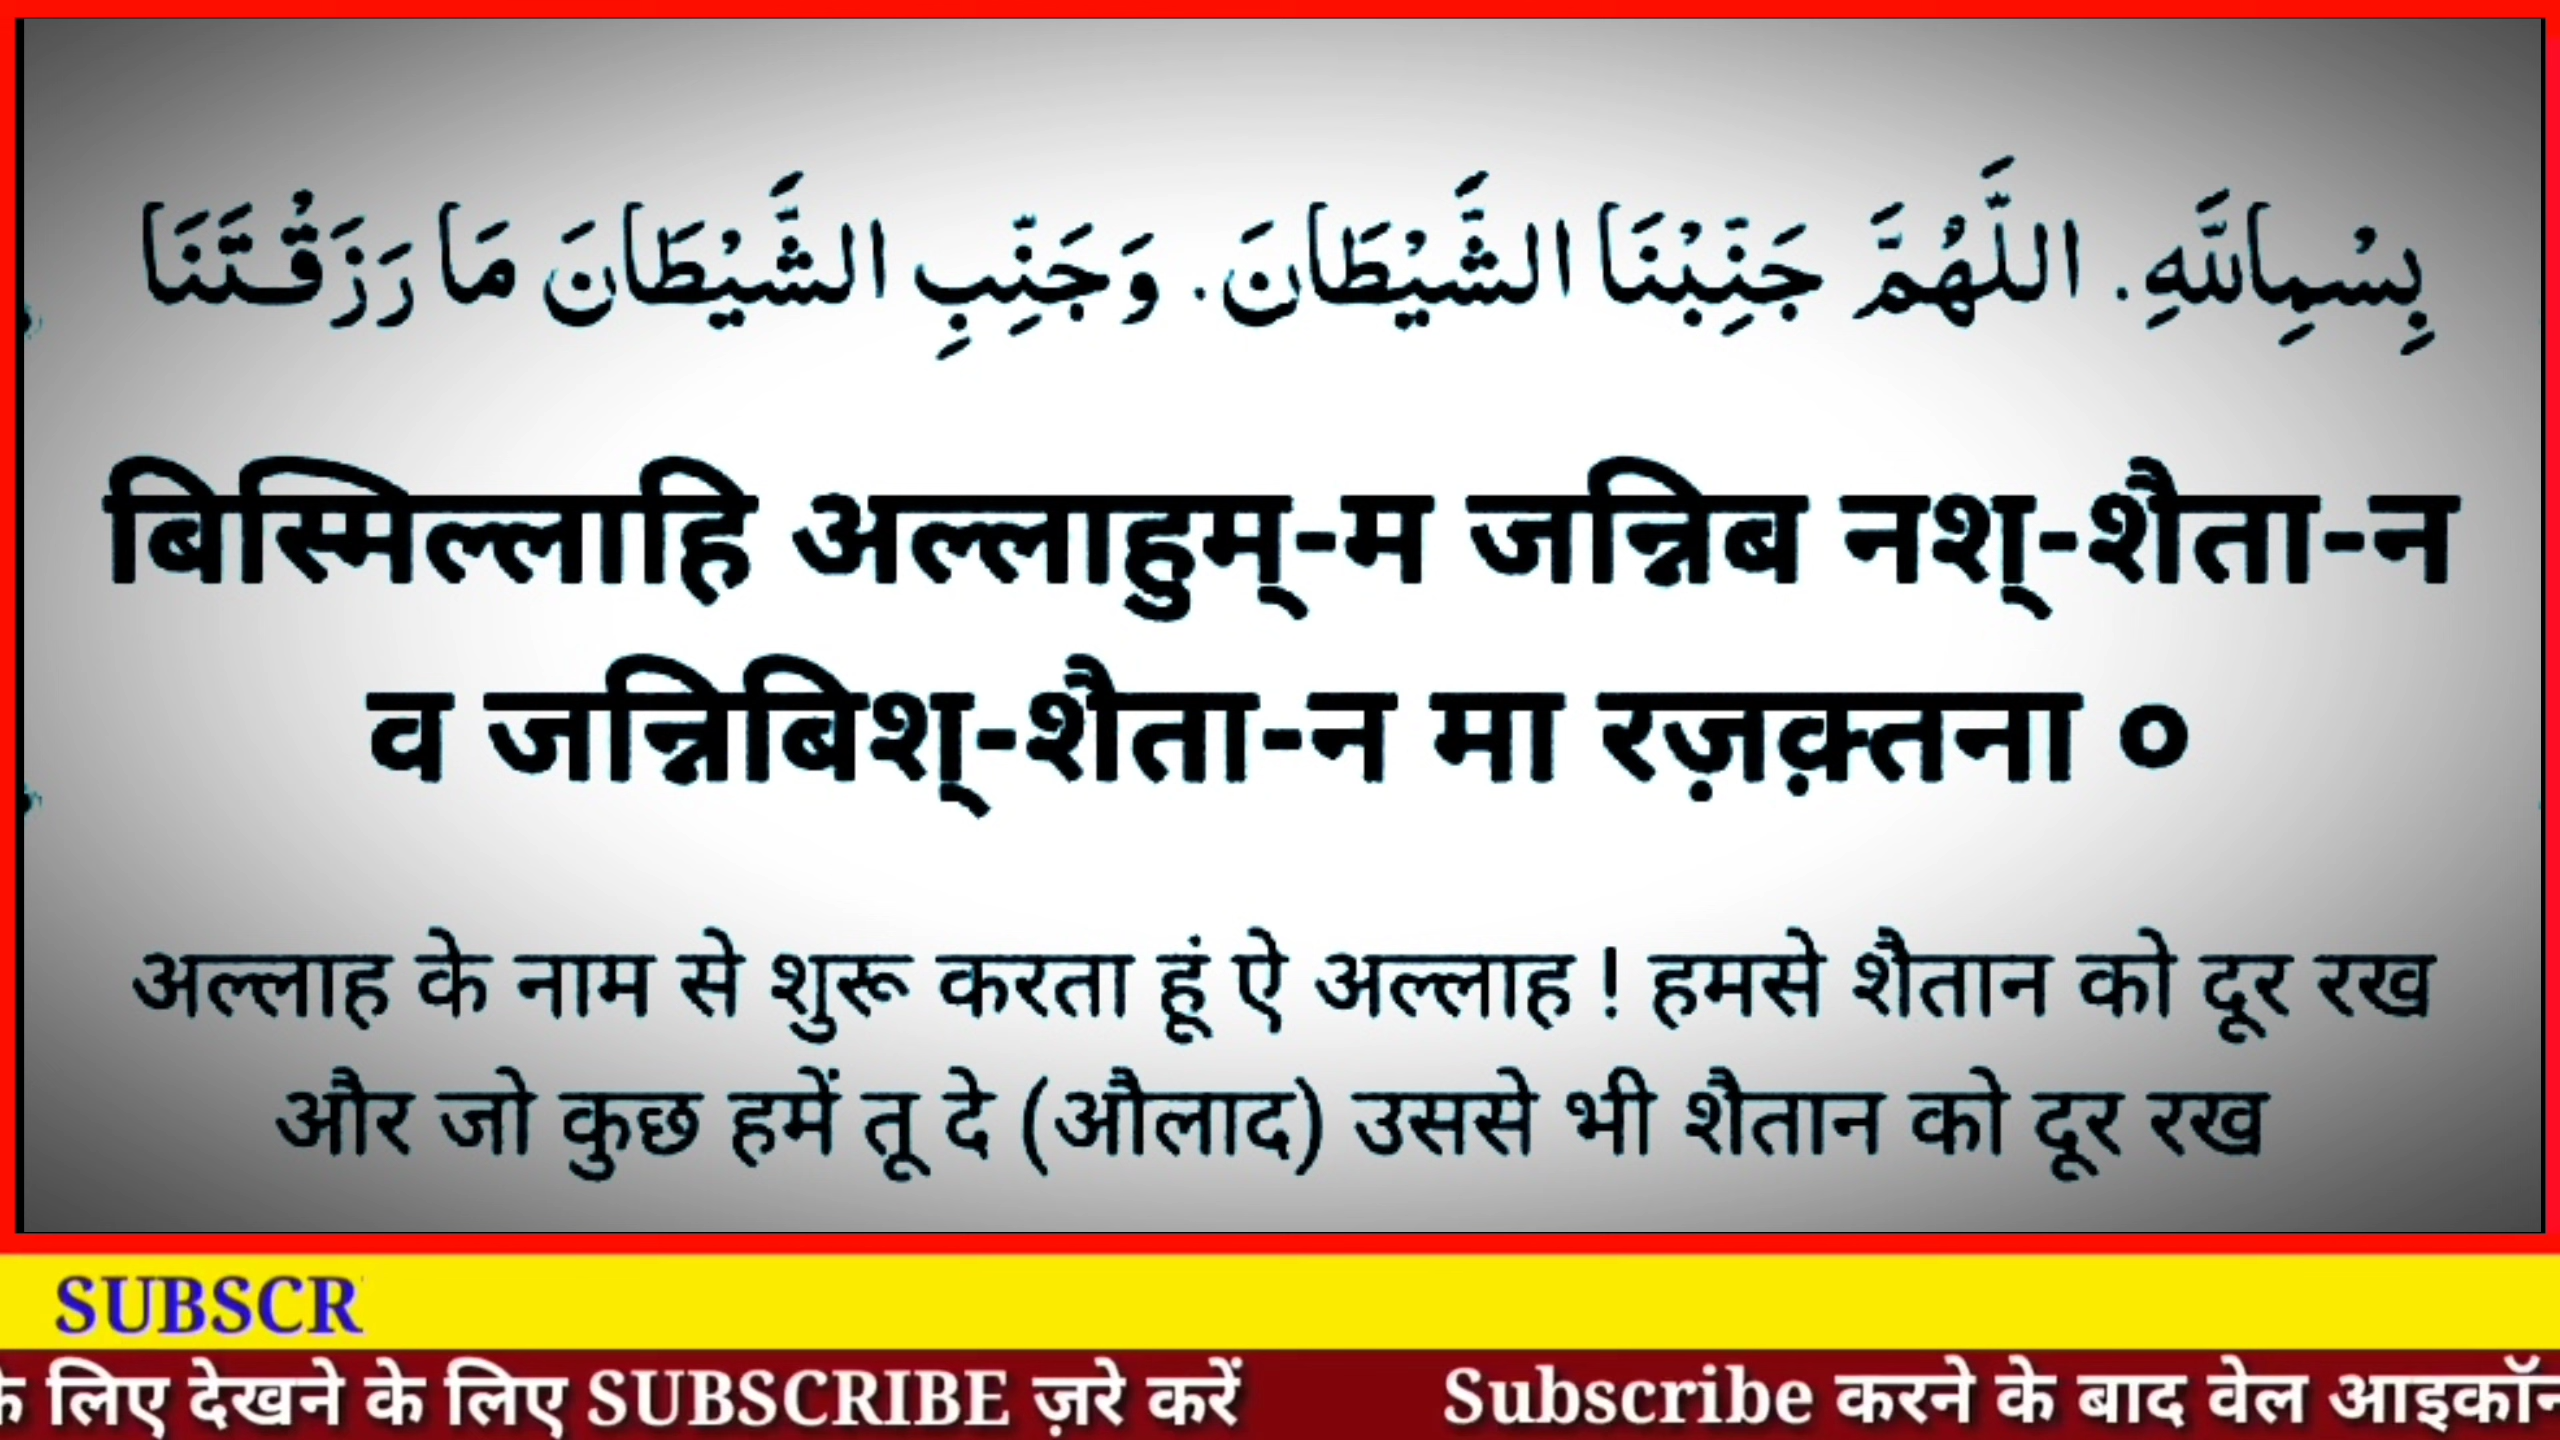 بِسْمِاللَّهِ. اللَّهُمَّ جَنِّبْنَا الشَّيْطَانَ. وَجَنِّبِ الشَّيْطَانَ مَا رَزَقْتَنَا
बिस्मिल्लाहि अल्लाहुम्-म जन्निब नश्-शैता-न
व जन्निबिश्-शैता-न मा रज़क़्तना ०
अल्लाह के नाम से शुरू करता हूं ऐ अल्लाह ! हमसे शैतान को दूर रख
और जो कुछ हमें तू दे (औलाद) उससे भी शैतान को दूर रख
SUBSCR
के लिए देखने के लिए SUBSCRIBE ज़रे करें Subscribe करने के बाद वेल आइकॉन